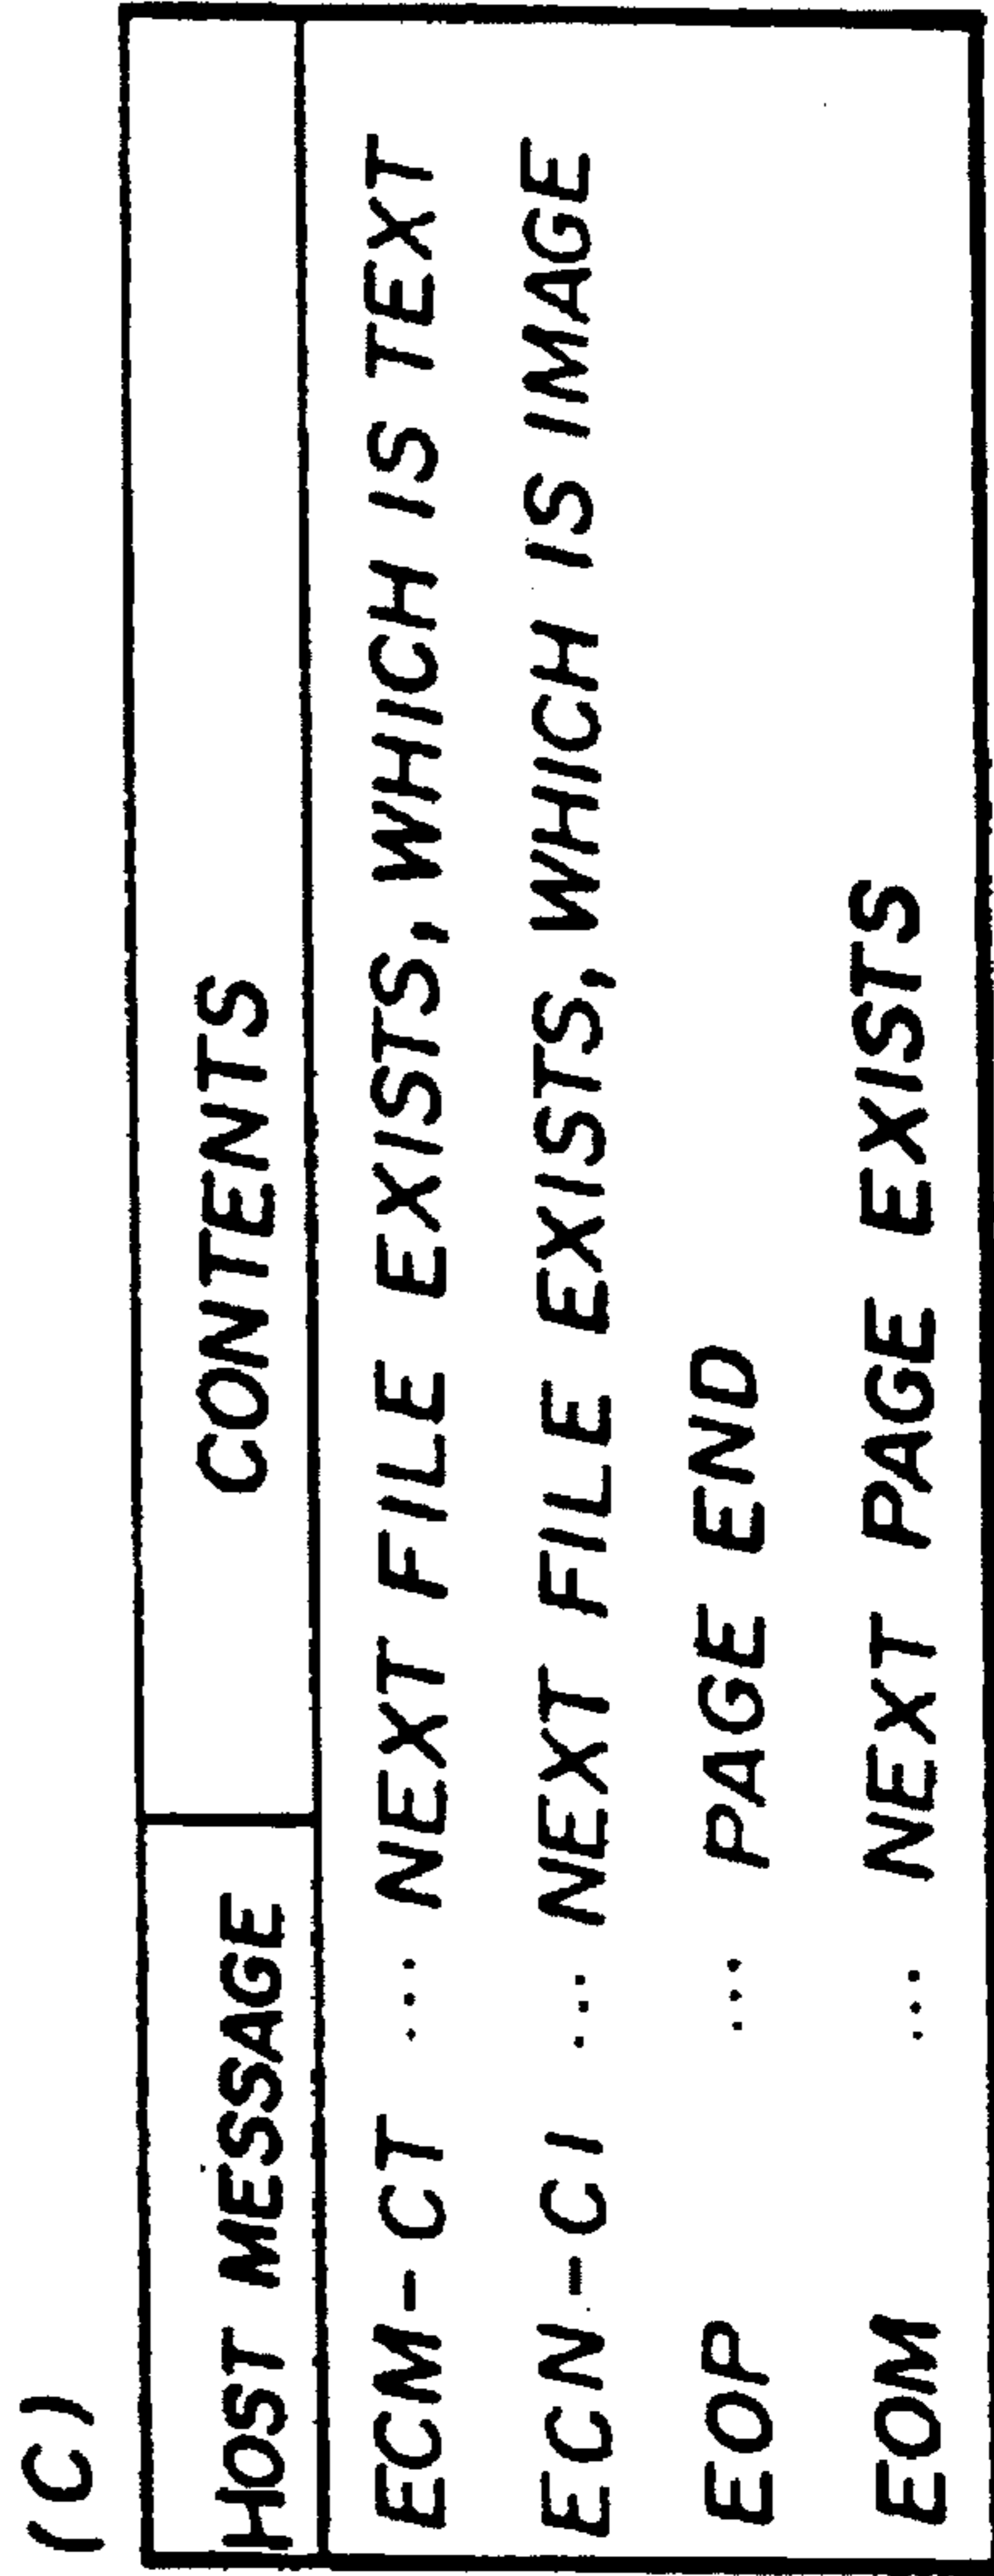 (C)
HOST MESSAGE CONTENTS
ECM-CT ... NEXT FILE EXISTS, WHICH IS TEXT
ECN-CI ... NEXT FILE EXISTS, WHICH IS IMAGE
EOP ... PAGE END
EOM ... NEXT PAGE EXISTS